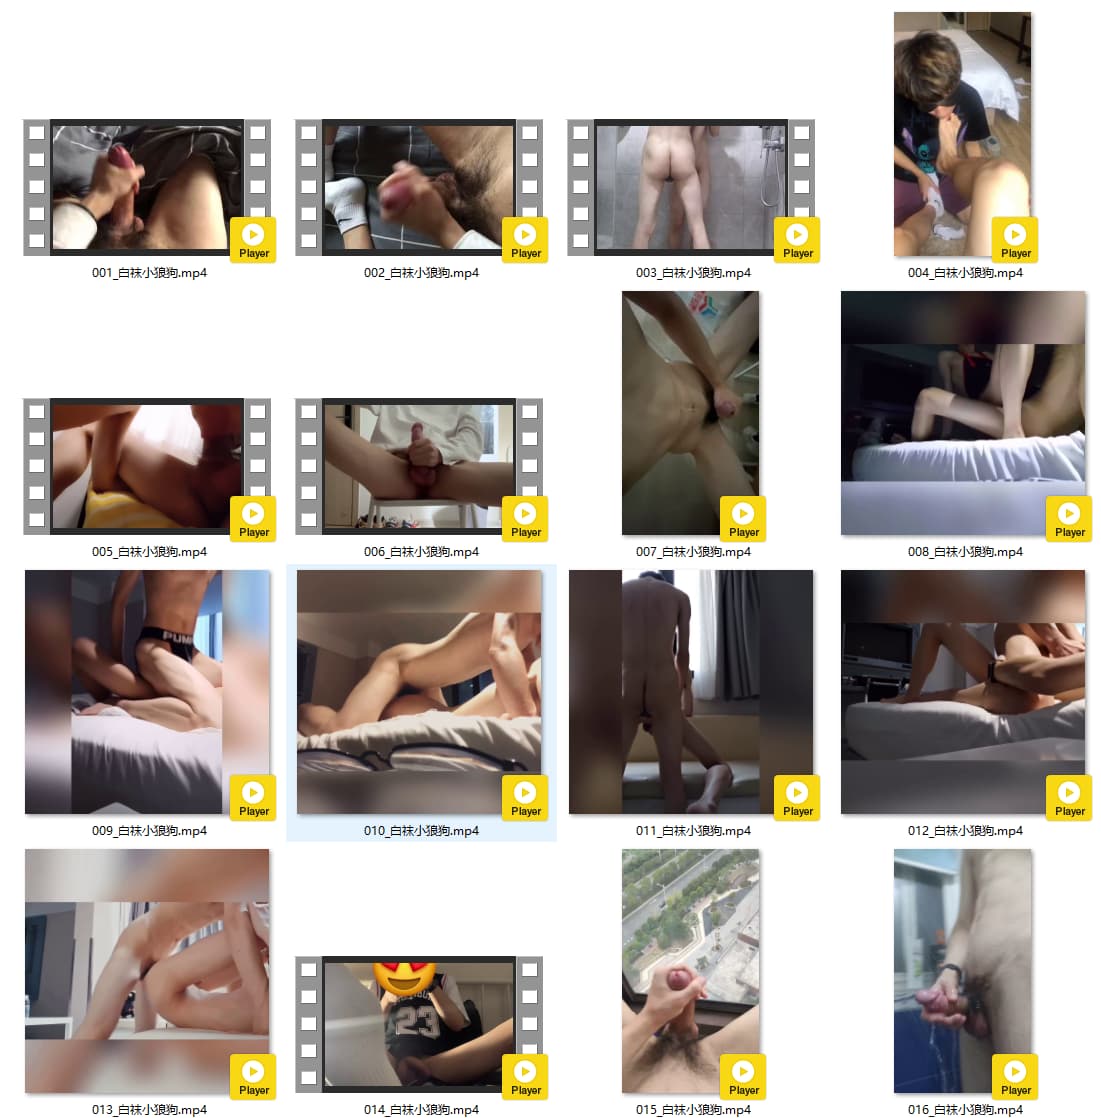 Player
Player
Player
Player
001_白袜小狼狗.mp4
002_白袜小狼狗.mp4
003_白袜小狼狗.mp4
004_白袜小狼狗.mp4
Player
Player
Player
Player
005_白袜小狼狗.mp4
006_白袜小狼狗.mp4
007_白袜小狼狗.mp4
008_白袜小狼狗.mp4
Player
Player
Player
Player
009_白袜小狼狗.mp4
010_白袜小狼狗.mp4
011_白袜小狼狗.mp4
012_白袜小狼狗.mp4
23
Player
Player
Player
Player
013_白袜小狼狗.mp4
014_白袜小狼狗.mp4
015_白袜小狼狗.mp4
016_白袜小狼狗.mp4